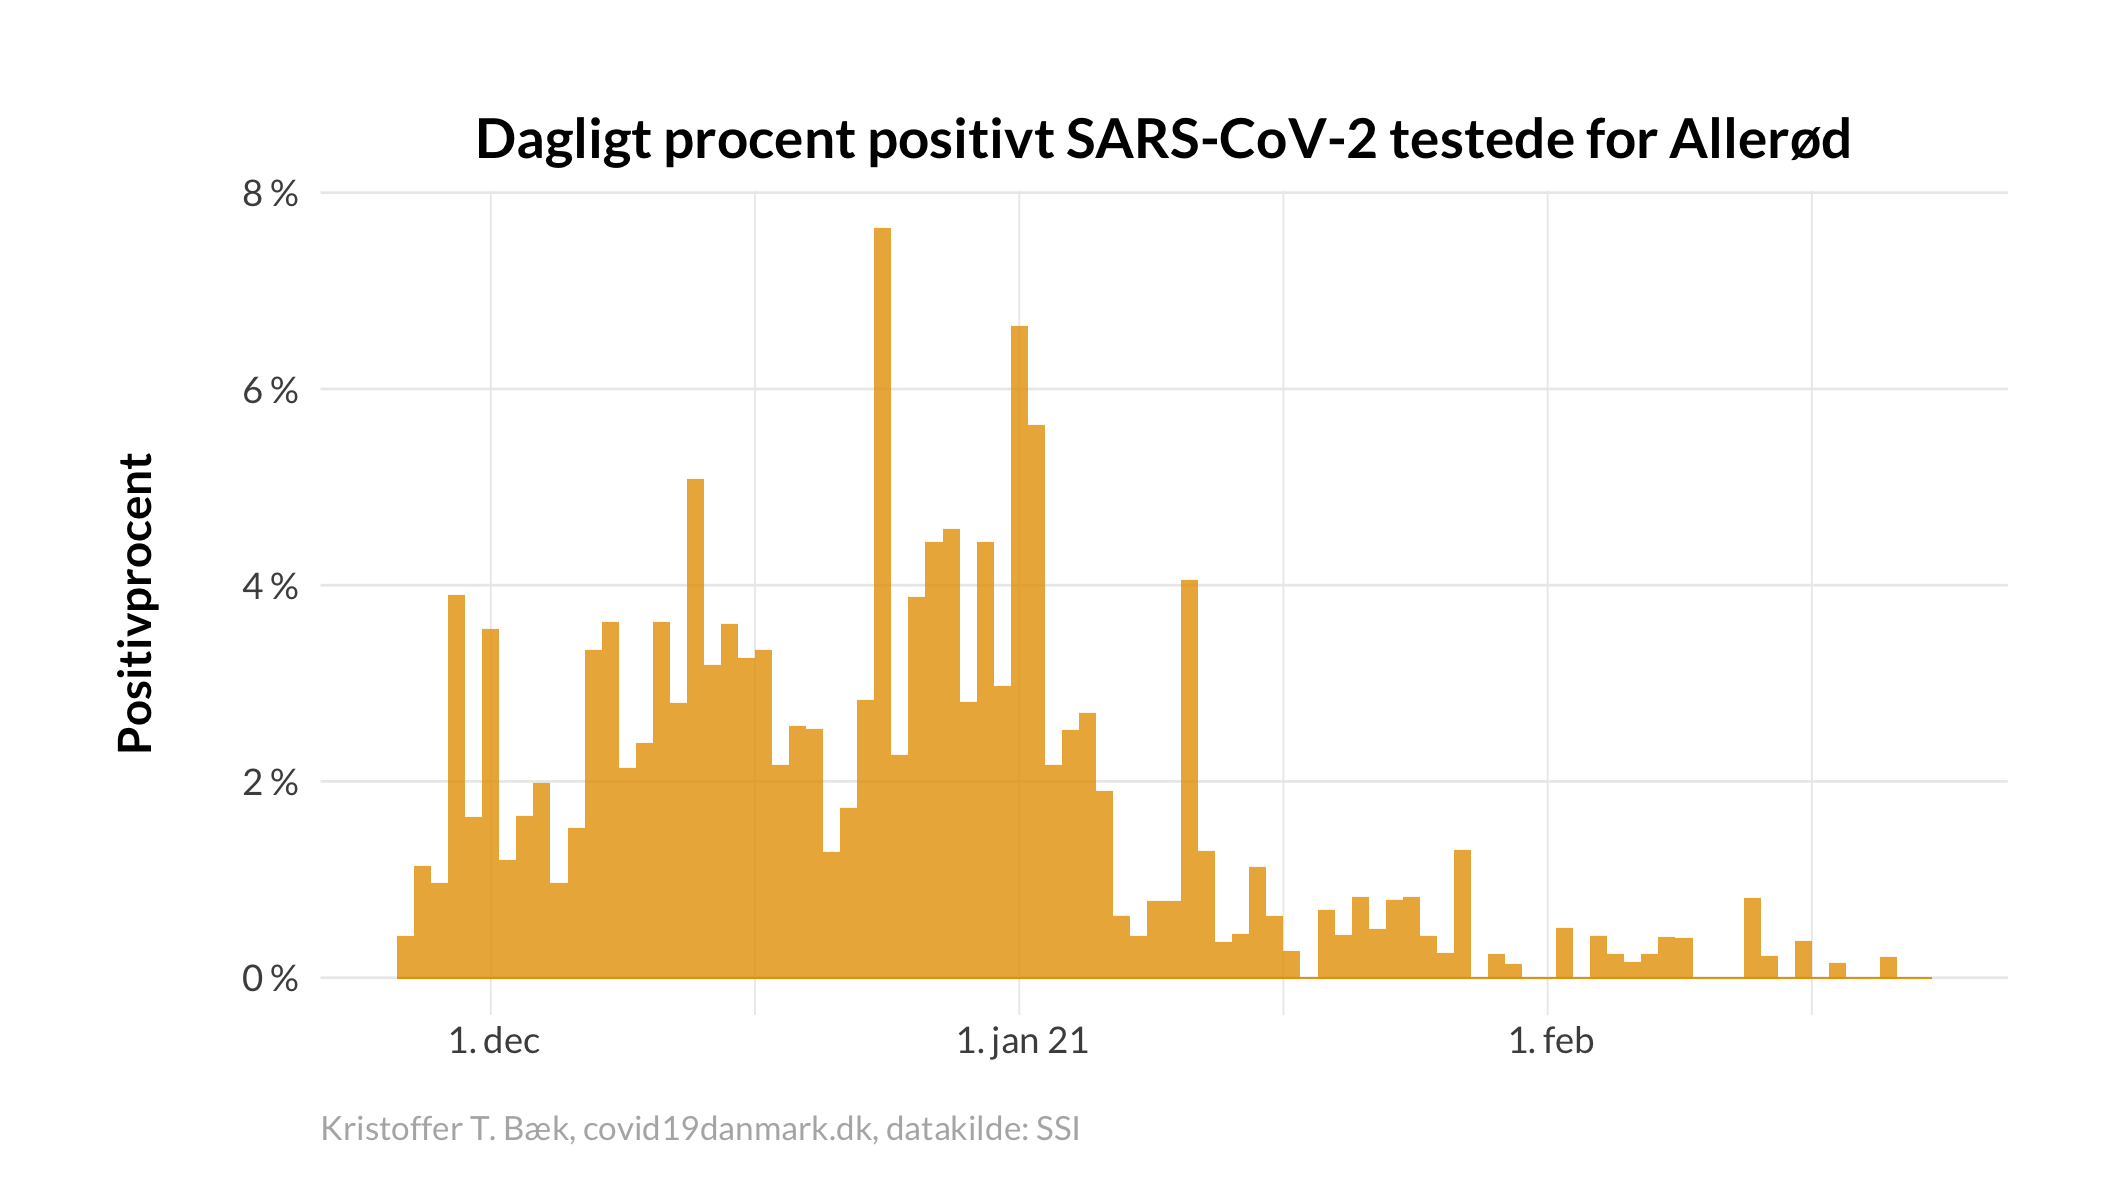 Dagligt procent positivt SARS-CoV-2 testede for Allerød
Positivprocent
8 %
6 %
4 %
2 %
0 %
1. dec
1. jan 21
1. feb
Kristoffer T. Bæk, covid19danmark.dk, datakilde: SSI